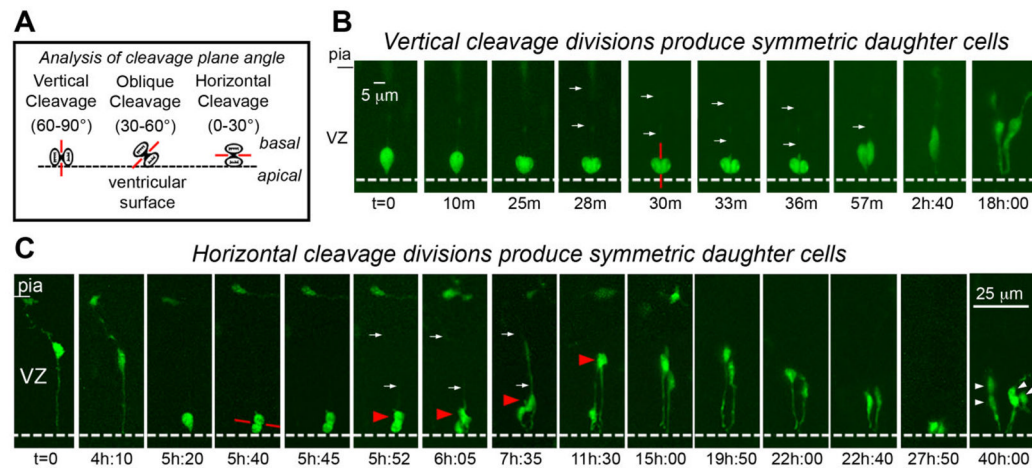 A
Analysis of cleavage plane angle
Vertical Cleavage (60-90°)
Oblique Cleavage (30-60°)
Horizontal Cleavage (0-30°)
basal
apical
ventricular
surface
B
Vertical cleavage divisions produce symmetric daughter cells
pia
5 μm
VZ
t=0 10m 25m 28m 30m 33m 36m 57m 2h:40 18h:00
C
Horizontal cleavage divisions produce symmetric daughter cells
pia
25 μm
VZ
t=0 4h:10 5h:20 5h:40 5h:45 5h:52 6h:05 7h:35 11h:30 15h:00 19h:50 22h:00 22h:40 27h:50 40h:00